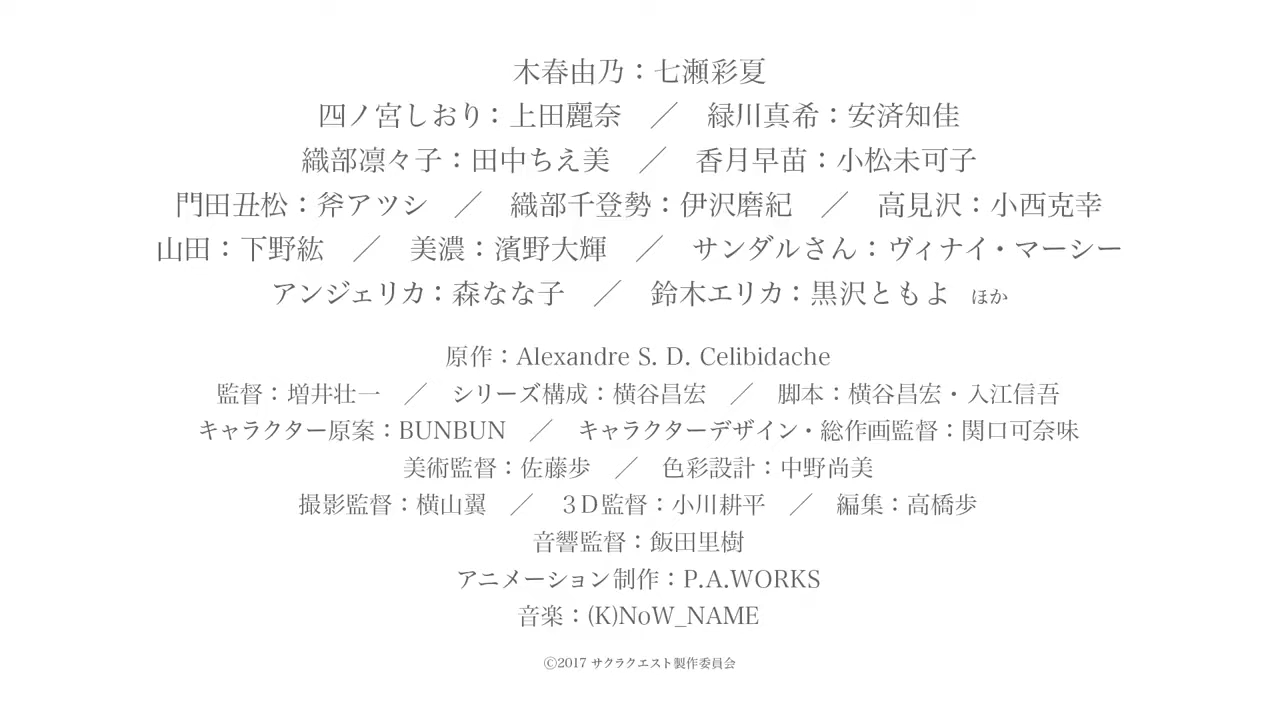 木春由乃：七瀬彩夏
四ノ宮しおり：上田麗奈　／　緑川真希：安済知佳
織部凛々子：田中ちえ美　／　香月早苗：小松未可子
門田丑松：斧アツシ　／　織部千登勢：伊沢磨紀　／　高見沢：小西克幸
山田：下野紘　／　美濃：濱野大輝　／　サンダルさん：ヴィナイ・マーシー
アンジェリカ：森なな子　／　鈴木エリカ：黒沢ともよ　ほか
原作：Alexandre S. D. Celibidache
監督：増井壮一　／　シリーズ構成：横谷昌宏　／　脚本：横谷昌宏・入江信吾
キャラクター原案：BUNBUN　／　キャラクターデザイン・総作画監督：関口可奈味
美術監督：佐藤歩　／　色彩設計：中野尚美
撮影監督：横山翼　／　３D監督：小川耕平　／　編集：高橋歩
音響監督：飯田里樹
アニメーション制作：P.A.WORKS
音楽：(K)NoW_NAME
©2017 サクラクエスト製作委員会